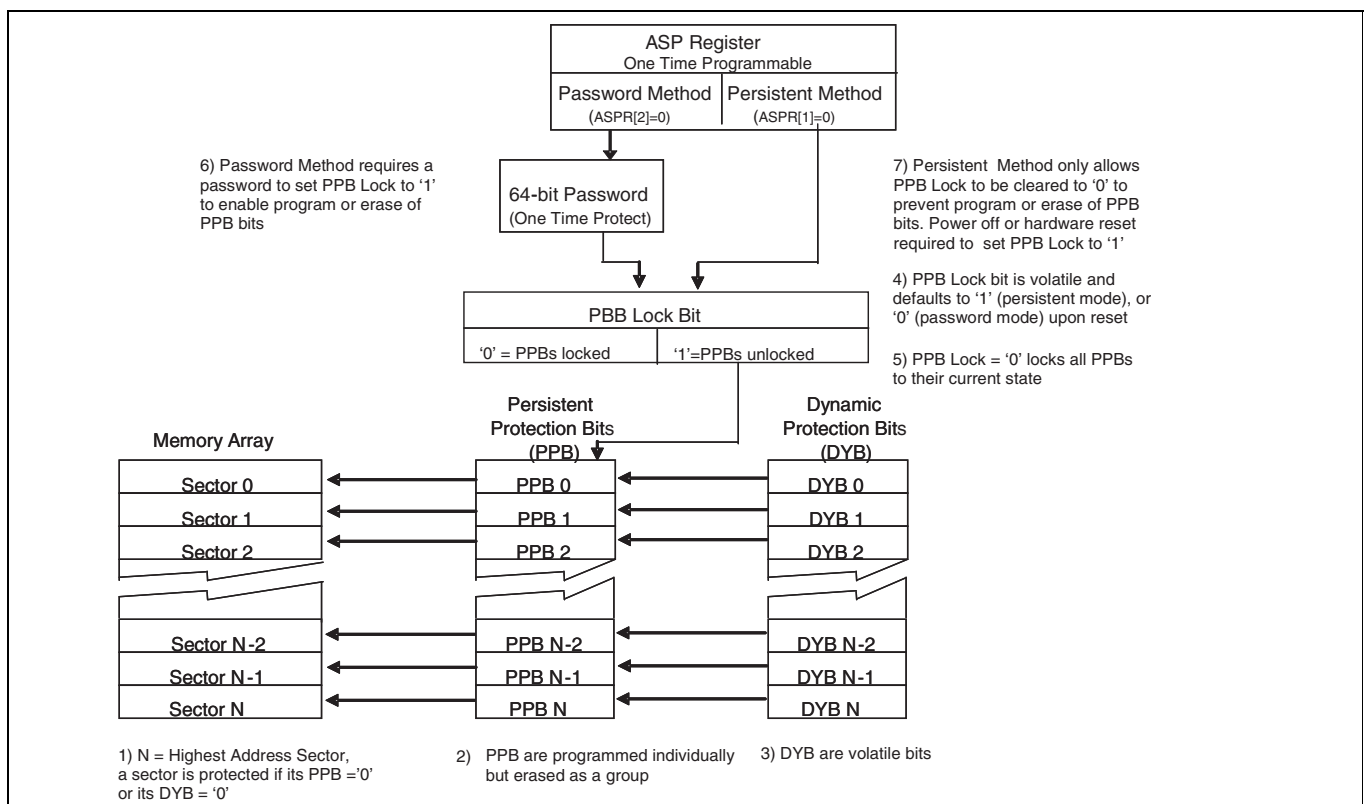 ASP Register
One Time Programmable
Password Method
(ASPR[2]=0)
Persistent Method
(ASPR[1]=0)
6) Password Method requires a
password to set PPB Lock to ‘1’
to enable program or erase of
PPB bits
64-bit Password
(One Time Protect)
7) Persistent Method only allows
PPB Lock to be cleared to ‘0’ to
prevent program or erase of PPB
bits. Power off or hardware reset
required to set PPB Lock to ‘1’
4) PPB Lock bit is volatile and
defaults to ‘1’ (persistent mode), or
‘0’ (password mode) upon reset
PBB Lock Bit
‘0’ = PPBs locked
‘1’=PPBs unlocked
5) PPB Lock = ‘0’ locks all PPBs
to their current state
Memory Array
Persistent
Protection Bits
(PPB)
Dynamic
Protection Bits
(DYB)
Sector 0
PPB 0
DYB 0
Sector 1
PPB 1
DYB 1
Sector 2
PPB 2
DYB 2
Sector N-2
PPB N-2
DYB N-2
Sector N-1
PPB N-1
DYB N-1
Sector N
PPB N
DYB N
1) N = Highest Address Sector,
a sector is protected if its PPB =’0’
or its DYB = ‘0’
2) PPB are programmed individually
but erased as a group
3) DYB are volatile bits